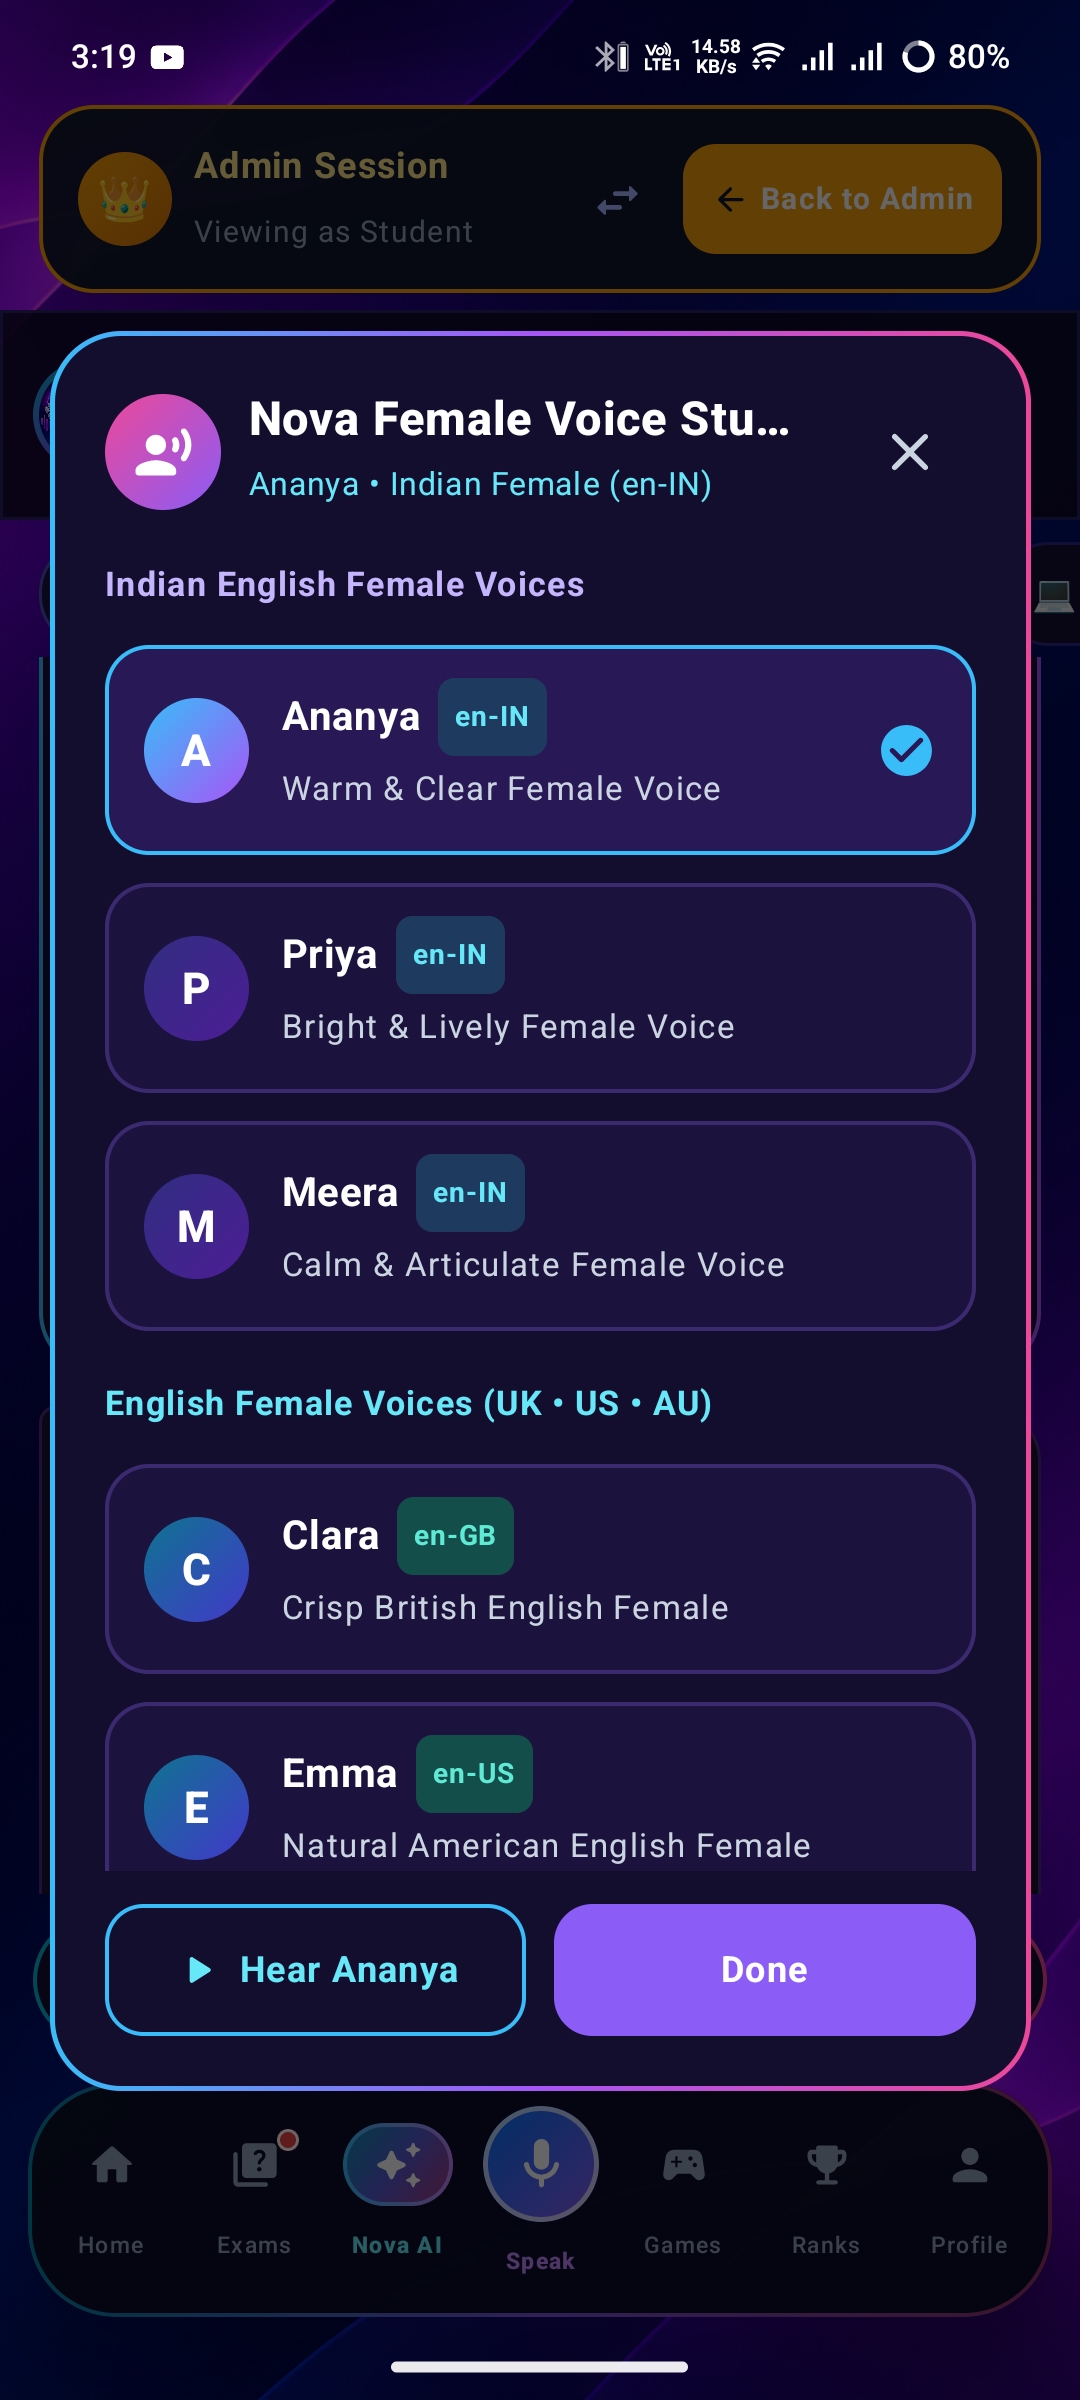 3:19
Vo)
LTE1
14.58
KB/s
80%
Admin Session
Viewing as Student
Back to Admin
Nova Female Voice Stu...
Ananya • Indian Female (en-IN)
Indian English Female Voices
A
Ananya en-IN
Warm & Clear Female Voice
P
Priya en-IN
Bright & Lively Female Voice
M
Meera en-IN
Calm & Articulate Female Voice
English Female Voices (UK • US • AU)
C
Clara en-GB
Crisp British English Female
E
Emma en-US
Natural American English Female
Hear Ananya
Done
Home
Exams
Nova AI
Speak
Games
Ranks
Profile